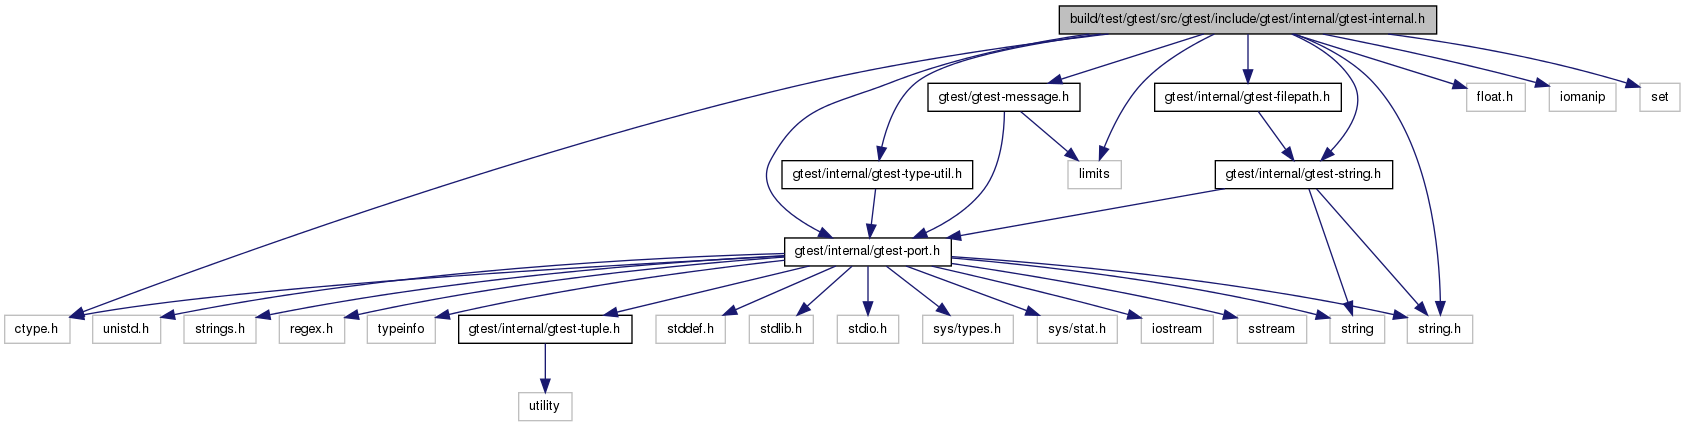 build/test/gtest/src/gtest/include/gtest/internal/gtest-internal.h
gtest/gtest-message.h
gtest/internal/gtest-filepath.h
float.h
iomanip
set
gtest/internal/gtest-type-util.h
limits
gtest/internal/gtest-string.h
gtest/internal/gtest-port.h
ctype.h
unistd.h
strings.h
regex.h
typeinfo
gtest/internal/gtest-tuple.h
stddef.h
stdlib.h
stdio.h
sys/types.h
sys/stat.h
iostream
sstream
string
string.h
utility